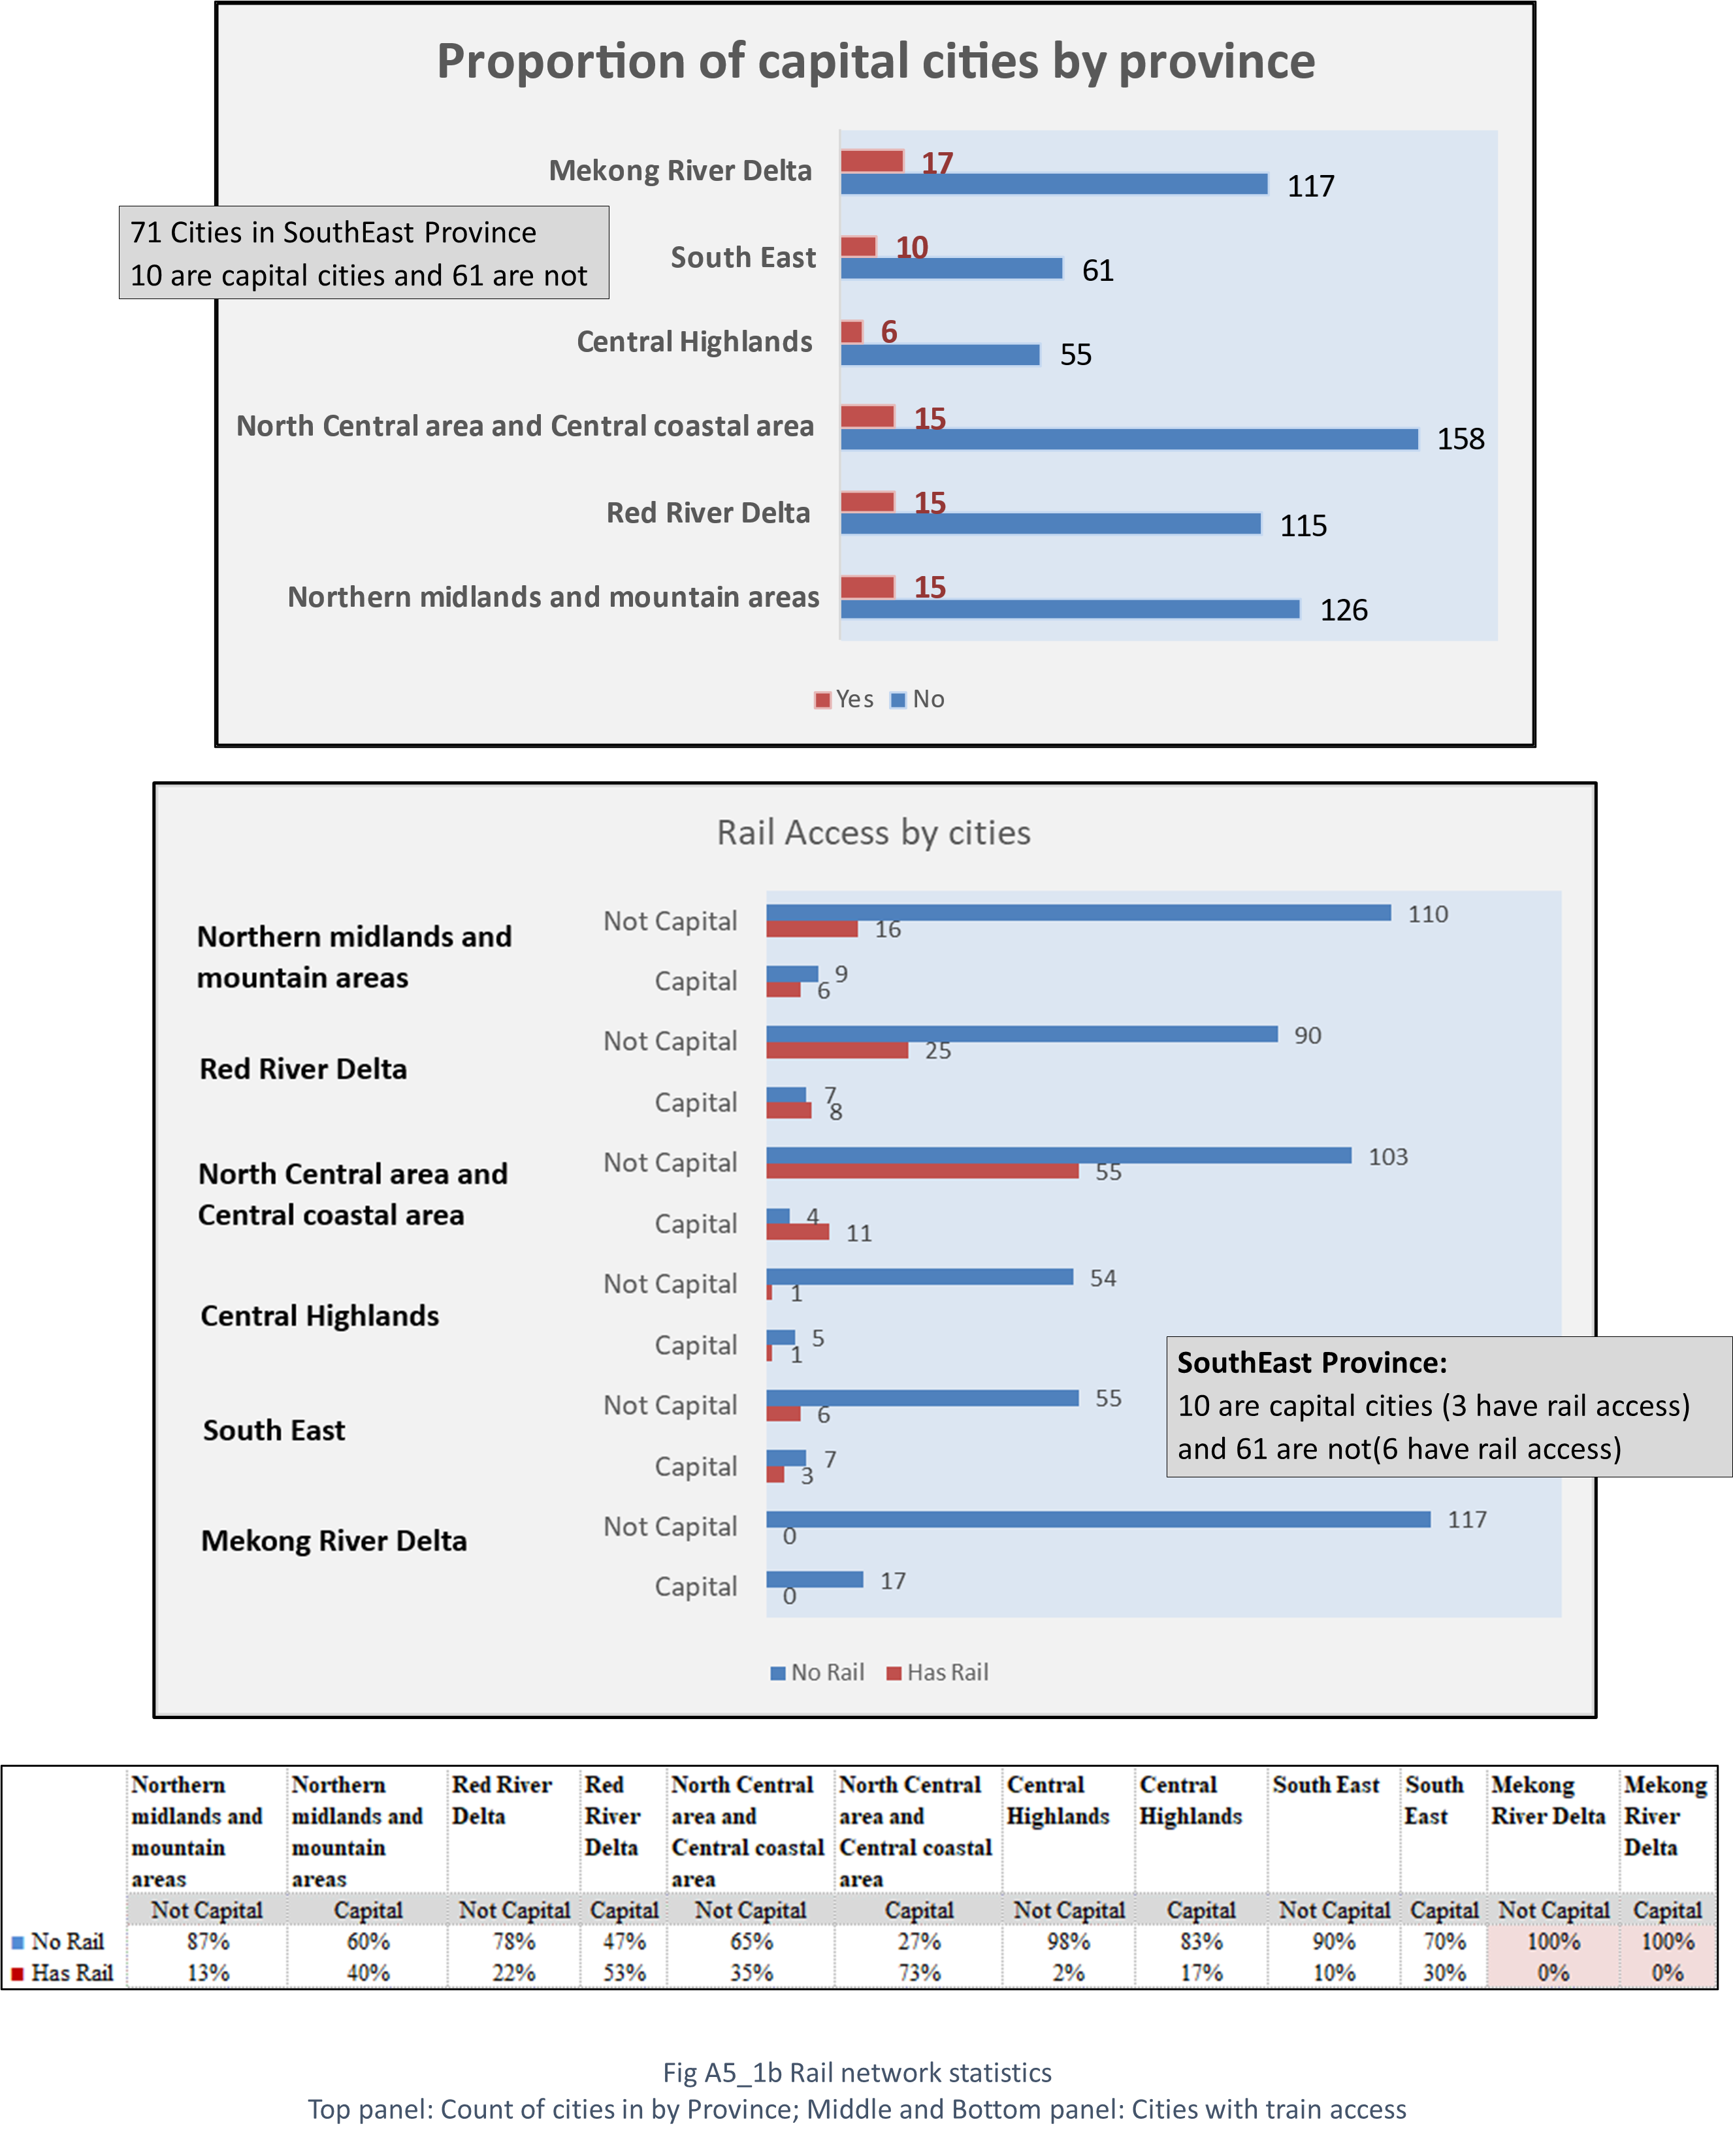 Proportion of capital cities by province
Mekong River Delta
17
117
71 Cities in SouthEast Province
10 are capital cities and 61 are not
South East
10
61
Central Highlands
6
55
North Central area and Central coastal area
15
158
Red River Delta
15
115
Northern midlands and mountain areas
15
126
Yes No
Rail Access by cities
Northern midlands and
mountain areas
Not Capital
110
16
Capital
9
6
Red River Delta
Not Capital
90
25
Capital
7
8
North Central area and
Central coastal area
Not Capital
103
55
Capital
4
11
Central Highlands
Not Capital
54
1
Capital
5
1
South East
Not Capital
55
6
Capital
7
3
SouthEast Province:
10 are capital cities (3 have rail access)
and 61 are not(6 have rail access)
Mekong River Delta
Not Capital
117
0
Capital
17
0
No Rail Has Rail
Northern Northern Red River Red North Central North Central Central Central South East South Mekong Mekong
midlands and midlands and Delta River area and area and Highlands Highlands East River Delta River
mountain mountain Delta Central coastal Central coastal Delta
areas areas area area
Not Capital Capital Not Capital Capital Not Capital Capital Not Capital Capital Not Capital Capital Not Capital Capital
No Rail 87% 60% 78% 47% 65% 27% 98% 83% 90% 70% 100% 100%
Has Rail 13% 40% 22% 53% 35% 73% 2% 17% 10% 30% 0% 0%
Fig A5_1b Rail network statistics
Top panel: Count of cities in by Province; Middle and Bottom panel: Cities with train access